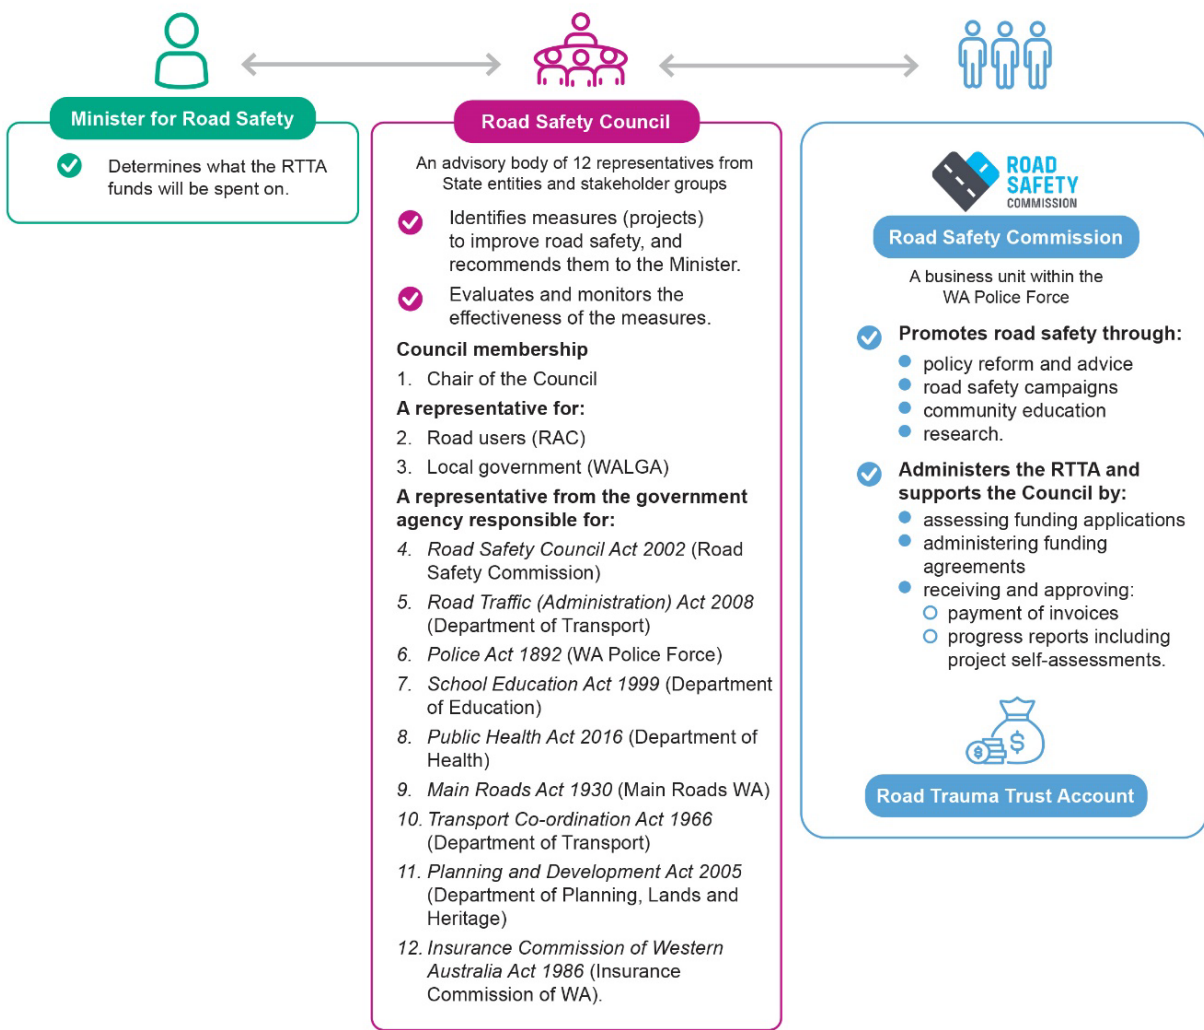 Minister for Road Safety
Determines what the RTTA
funds will be spent on.
Road Safety Council
An advisory body of 12 representatives from
State entities and stakeholder groups
Identifies measures (projects)
to improve road safety, and
recommends them to the Minister.
Evaluates and monitors the
effectiveness of the measures.
Council membership
1. Chair of the Council
A representative for:
2. Road users (RAC)
3. Local government (WALGA)
A representative from the government
agency responsible for:
4. Road Safety Council Act 2002 (Road
Safety Commission)
5. Road Traffic (Administration) Act 2008
(Department of Transport)
6. Police Act 1892 (WA Police Force)
7. School Education Act 1999 (Department
of Education)
8. Public Health Act 2016 (Department of
Health)
9. Main Roads Act 1930 (Main Roads WA)
10. Transport Co-ordination Act 1966
(Department of Transport)
11. Planning and Development Act 2005
(Department of Planning, Lands and
Heritage)
12. Insurance Commission of Western
Australia Act 1986 (Insurance
Commission of WA).
ROAD
SAFETY
COMMISSION
Road Safety Commission
A business unit within the
WA Police Force
Promotes road safety through:
policy reform and advice
road safety campaigns
community education
research.
Administers the RTTA and
supports the Council by:
assessing funding applications
administering funding
agreements
receiving and approving:
payment of invoices
progress reports including
project self-assessments.
$ $
Road Trauma Trust Account